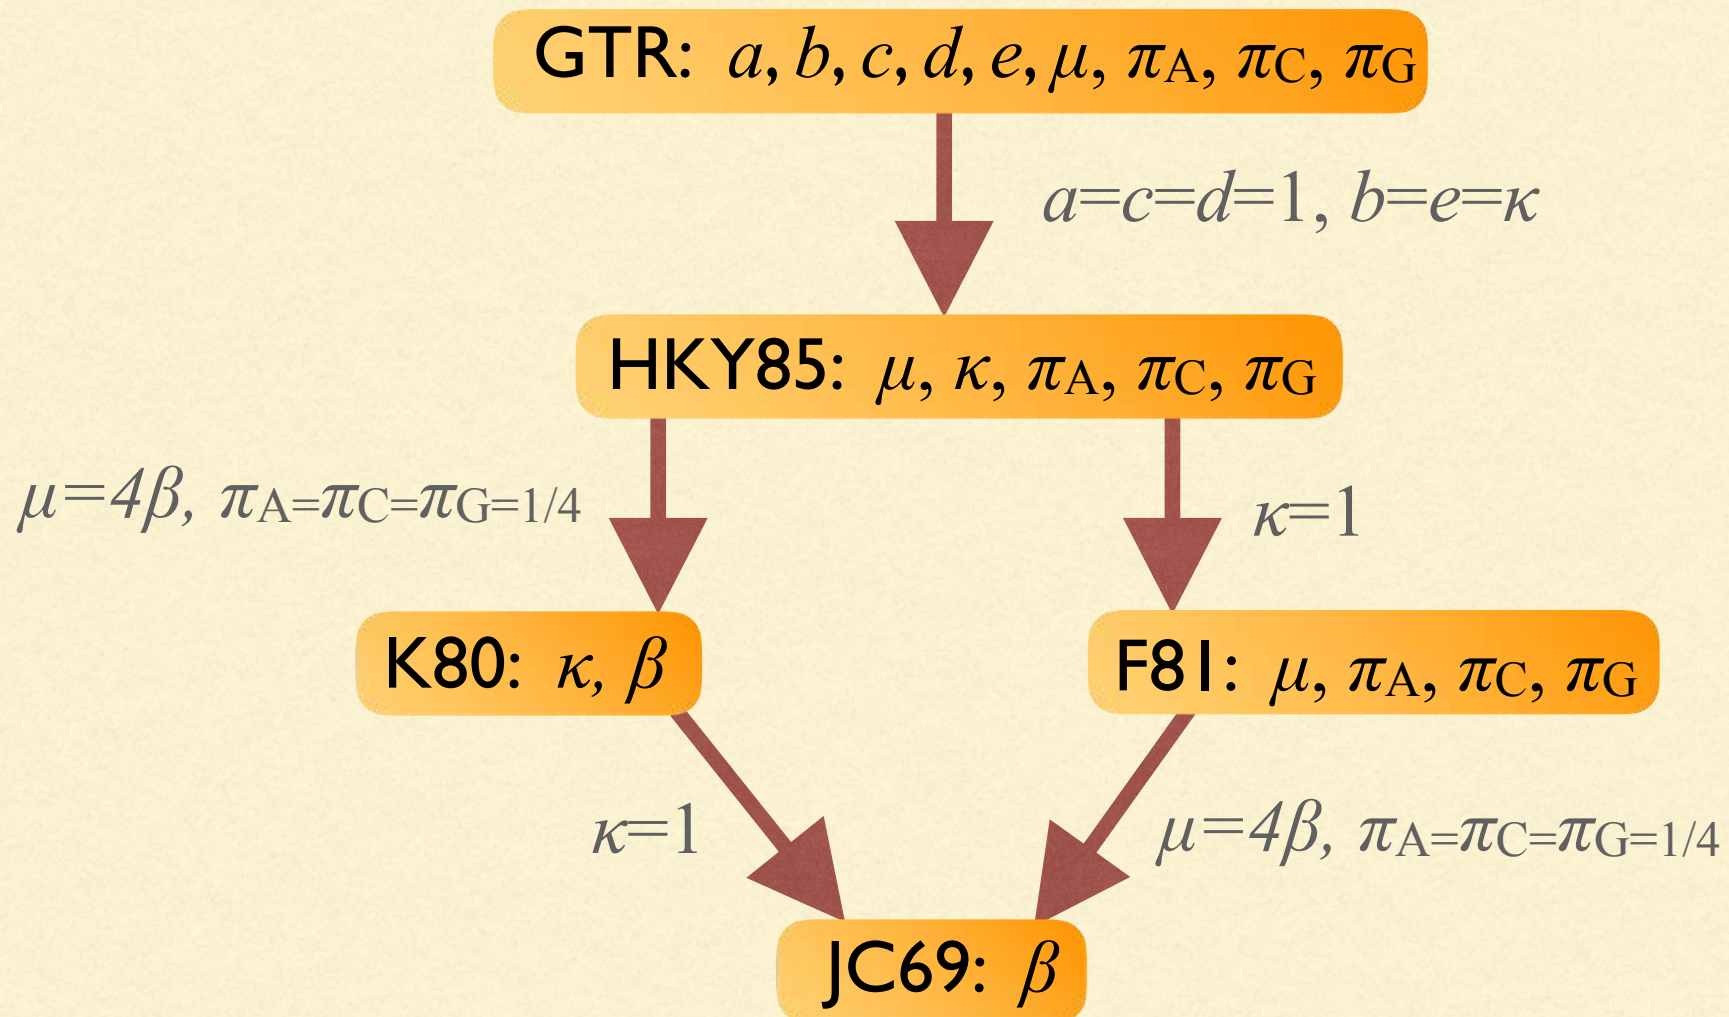 GTR: a, b, c, d, e, μ, πA, πC, πG
a=c=d=1, b=e=κ
HKY85: μ, κ, πA, πC, πG
μ=4β, πA=πC=πG=1/4
κ=1
K80: κ, β
F81: μ, πA, πC, πG
κ=1
μ=4β, πA=πC=πG=1/4
JC69: β